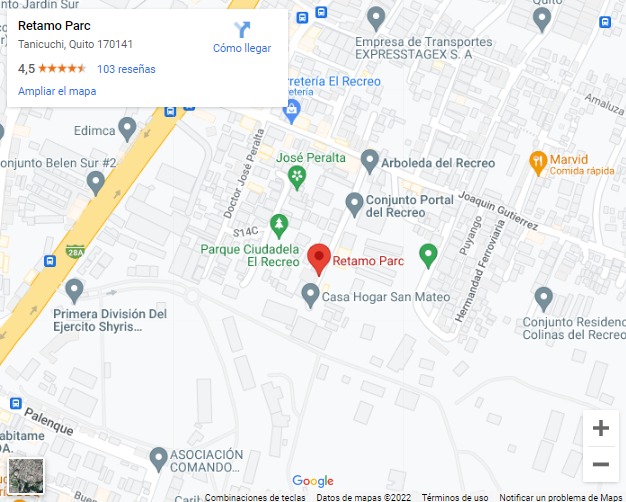 Retamo Parc
Tanicuchi, Quito 170141
4,5
103 reseñas
Ampliar el mapa
Cómo llegar
Empresa de Transportes
EXPRESSTAGEX S. A
Quito
Amaluza
rretería El Recreo
retería
Edimca
onjunto Belen Sur #2
Doctor José Peralta
José Peralta
Arboleda del Recreo
Marvid
Comida rápida
Conjunto Portal
del Recreo
Joaquin Gutierrez
S14C
Parque Ciudadela
El Recreo
Puyango
Hermandad Ferroviaria
28A
Retamo Parc
Casa Hogar San Mateo
Primera División Del
Ejercito Shyris...
Conjunto Residenc
Colinas del Recreo
Palenque
abitame
DA.
ASOCIACIÓN
COMANDO...
Google
Combinaciones de teclas
Datos de mapas ©2022
Términos de uso
Notificar un problema de Maps